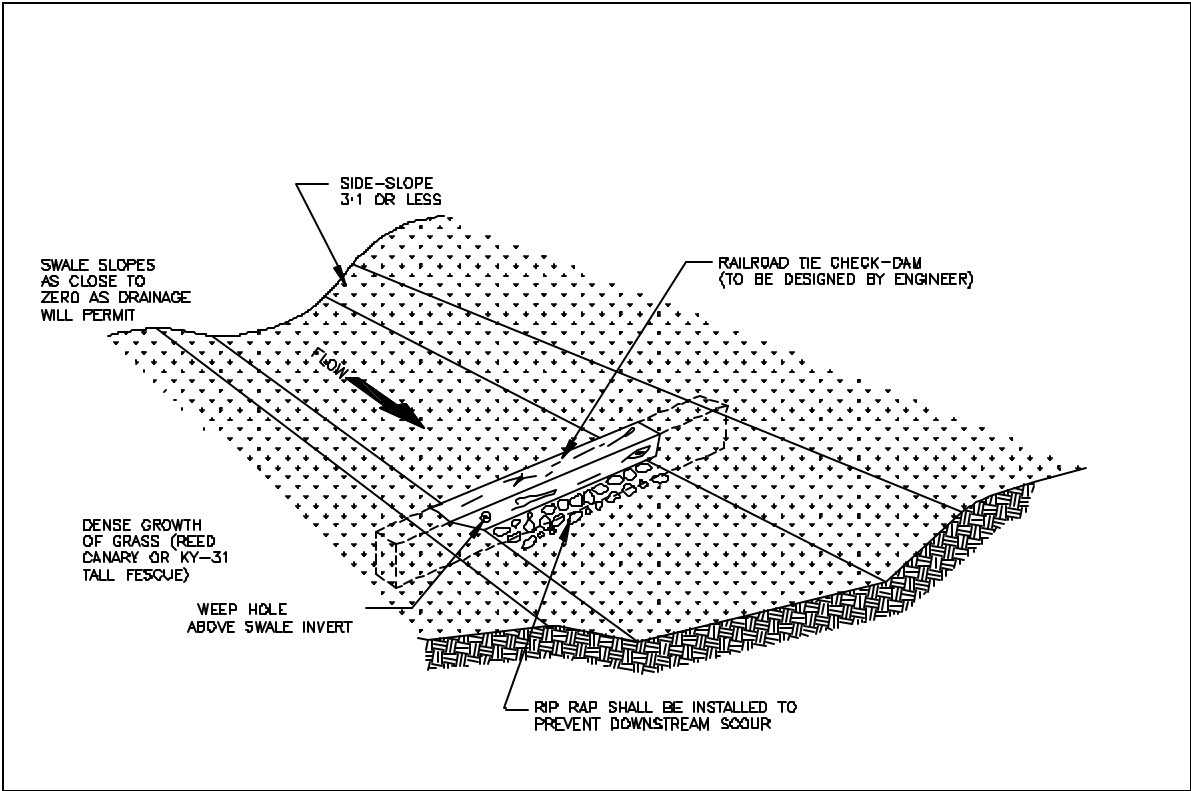 SIDE-SLOPE
3:1 OR LESS
SWALE SLOPES
AS CLOSE TO
ZERO AS DRAINAGE
WILL PERMIT
RAILROAD TIE CHECK-DAM
(TO BE DESIGNED BY ENGINEER)
FLOW
DENSE GROWTH
OF GRASS (REED
CANARY OR KY-31
TALL FESCUE)
WEEP HOLE
ABOVE SWALE INVERT
RIP RAP SHALL BE INSTALLED TO
PREVENT DOWNSTREAM SCOUR